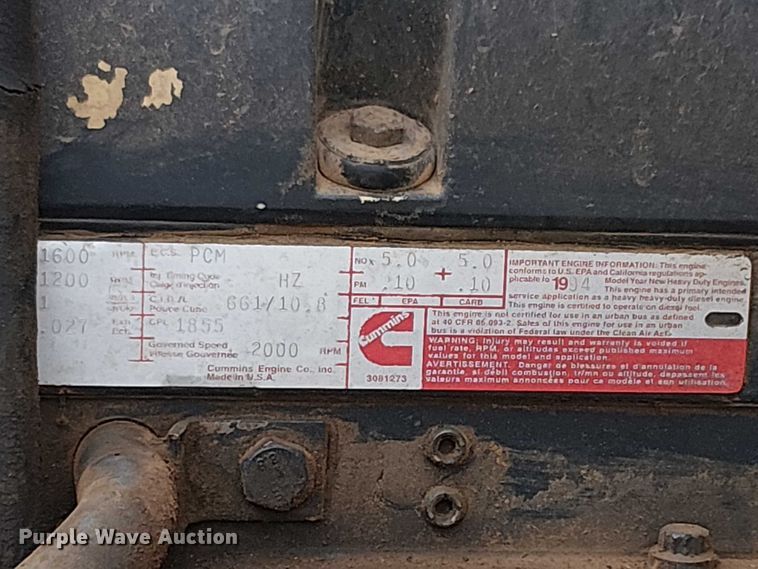 1600 RPM
1200
1
.027
E.C.S. PCM
Timing Code HZ
C.I.D./L 661/10.8
CPL 1855
Governed Speed
Vitesse Gouvernée 2000 RPM
Cummins Engine Co., Inc.
Made in U.S.A.
NOx 5.0 + 5.0
PM .10 .10
FEL EPA CARB
Cummins
3081273
IMPORTANT ENGINE INFORMATION: This engine
conforms to U.S. EPA and California regulations ap-
plicable to 1994 Model Year New Heavy Duty Engines.
This engine has a primary intended
service application as a heavy heavy-duty diesel engine.
This engine is certified to operate on diesel fuel.
This engine is not certified for use in an urban bus as defined
at 40 CFR 86.093-2. Sales of this engine for use in an urban
bus is a violation of Federal law under the Clean Air Act.
WARNING: Injury may result and warranty is voided if
fuel rate, RPM, or altitudes exceed published maximum
values for this model and application.
AVERTISSEMENT. Danger de blessures et d'annulation de la
garantie, si débit combustion, tr/mn ou altitude, depassent les
valeurs maximum annoncées pour ce modèle et son utilisation.
Purple Wave Auction